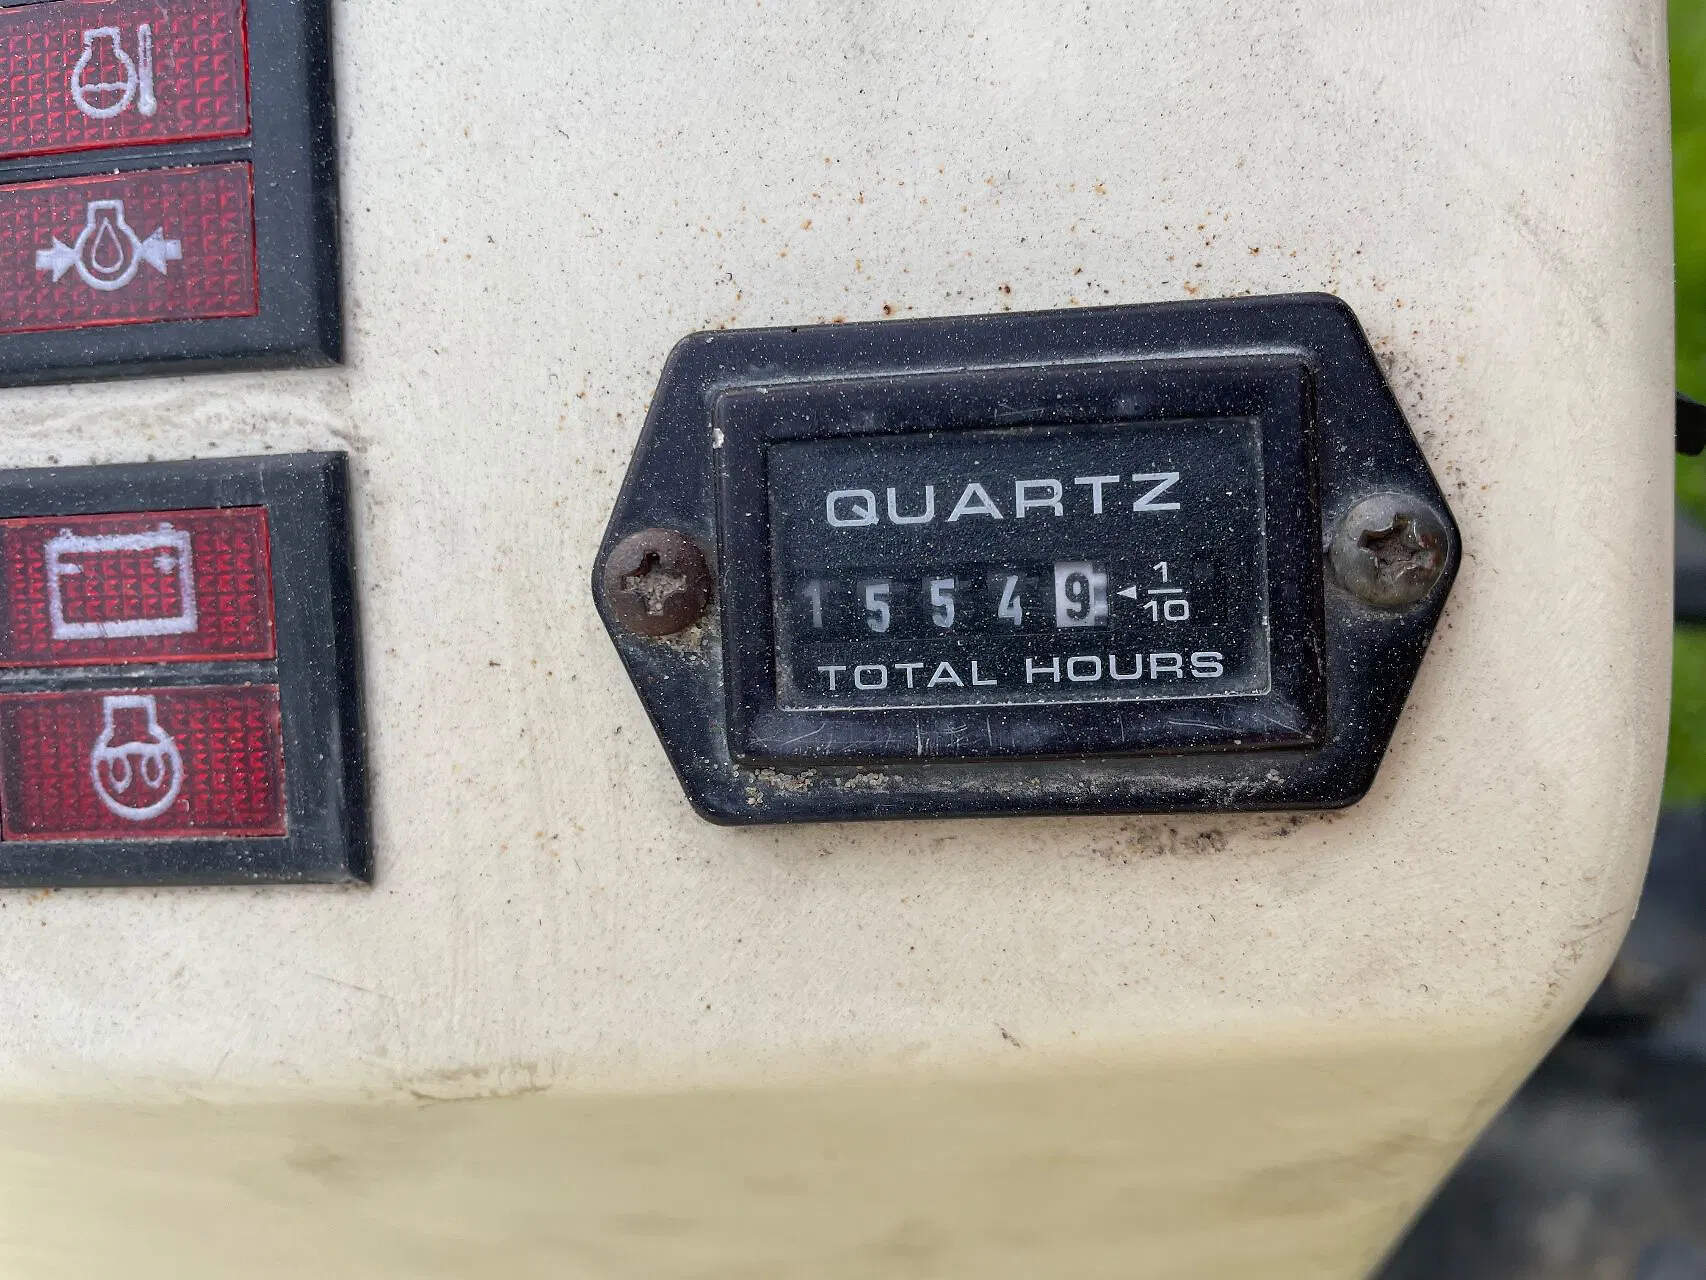 QUARTZ
15549 1/10
TOTAL HOURS